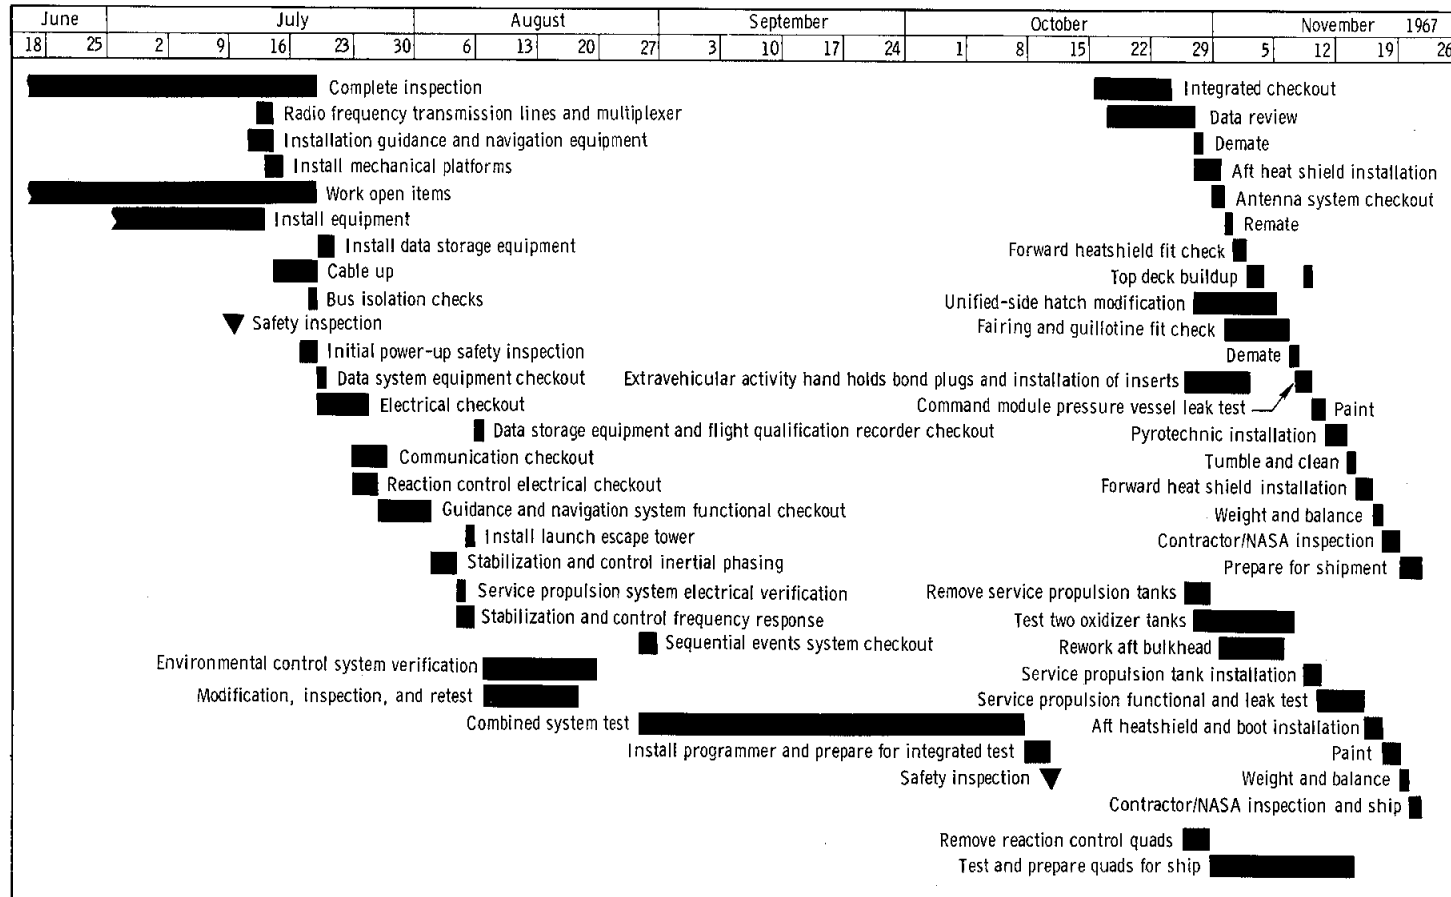 June July August September October November 1967
18 25 2 9 16 23 30 6 13 20 27 3 10 17 24 1 8 15 22 29 5 12 19 26
Complete inspection
Radio frequency transmission lines and multiplexer
Installation guidance and navigation equipment
Install mechanical platforms
Work open items
Install equipment
Install data storage equipment
Cable up
Bus isolation checks
Safety inspection
Initial power-up safety inspection
Data system equipment checkout
Electrical checkout
Data storage equipment and flight qualification recorder checkout
Communication checkout
Reaction control electrical checkout
Guidance and navigation system functional checkout
Install launch escape tower
Stabilization and control inertial phasing
Service propulsion system electrical verification
Stabilization and control frequency response
Sequential events system checkout
Environmental control system verification
Modification, inspection, and retest
Combined system test
Install programmer and prepare for integrated test
Safety inspection
Integrated checkout
Data review
Demate
Aft heat shield installation
Antenna system checkout
Remate
Forward heatshield fit check
Top deck buildup
Unified-side hatch modification
Fairing and guillotine fit check
Demate
Extravehicular activity hand holds bond plugs and installation of inserts
Command module pressure vessel leak test
Paint
Pyrotechnic installation
Tumble and clean
Forward heat shield installation
Weight and balance
Contractor/NASA inspection
Prepare for shipment
Remove service propulsion tanks
Test two oxidizer tanks
Rework aft bulkhead
Service propulsion tank installation
Service propulsion functional and leak test
Aft heatshield and boot installation
Paint
Weight and balance
Contractor/NASA inspection and ship
Remove reaction control quads
Test and prepare quads for ship